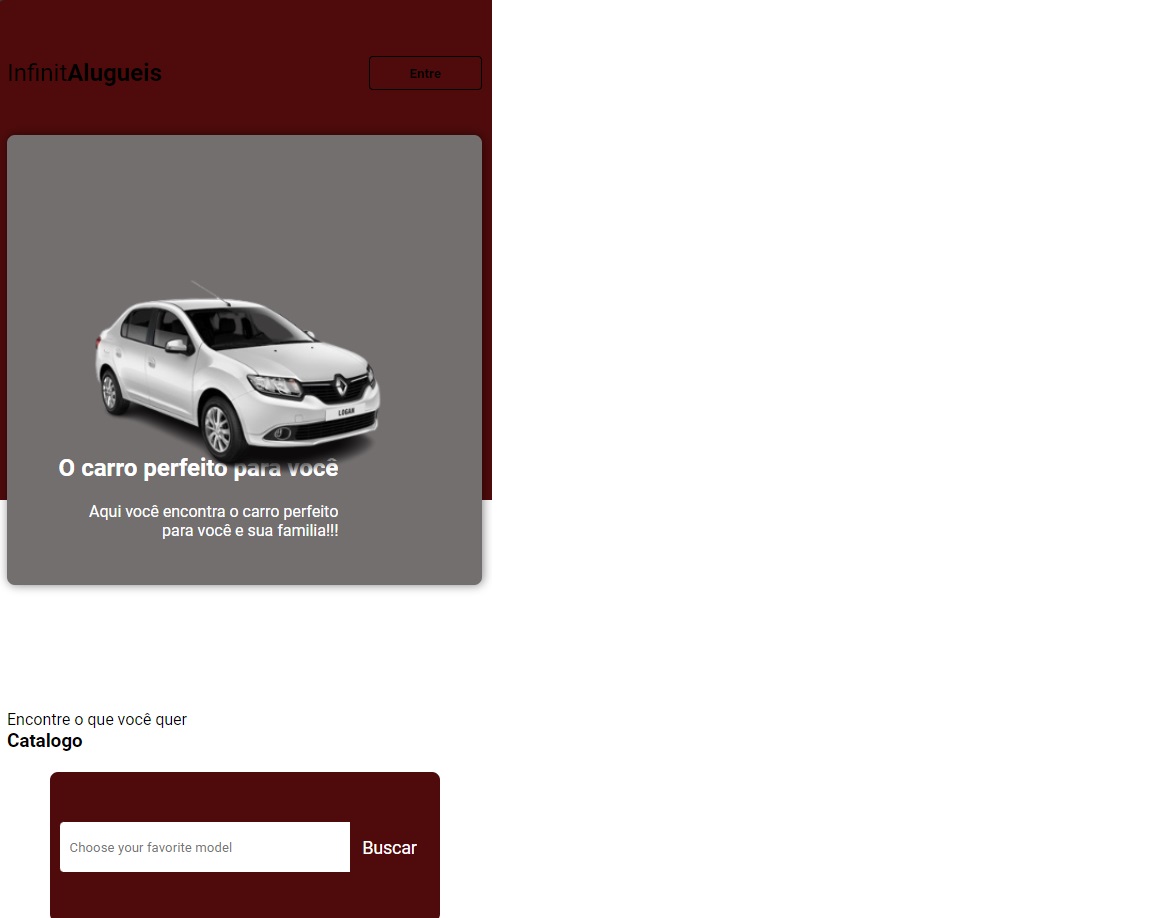 InfinitAlugueis
Entre
LOGAN
O carro perfeito para você
Aqui você encontra o carro perfeito
para você e sua familia!!!
Encontre o que você quer
Catalogo
Choose your favorite model
Buscar